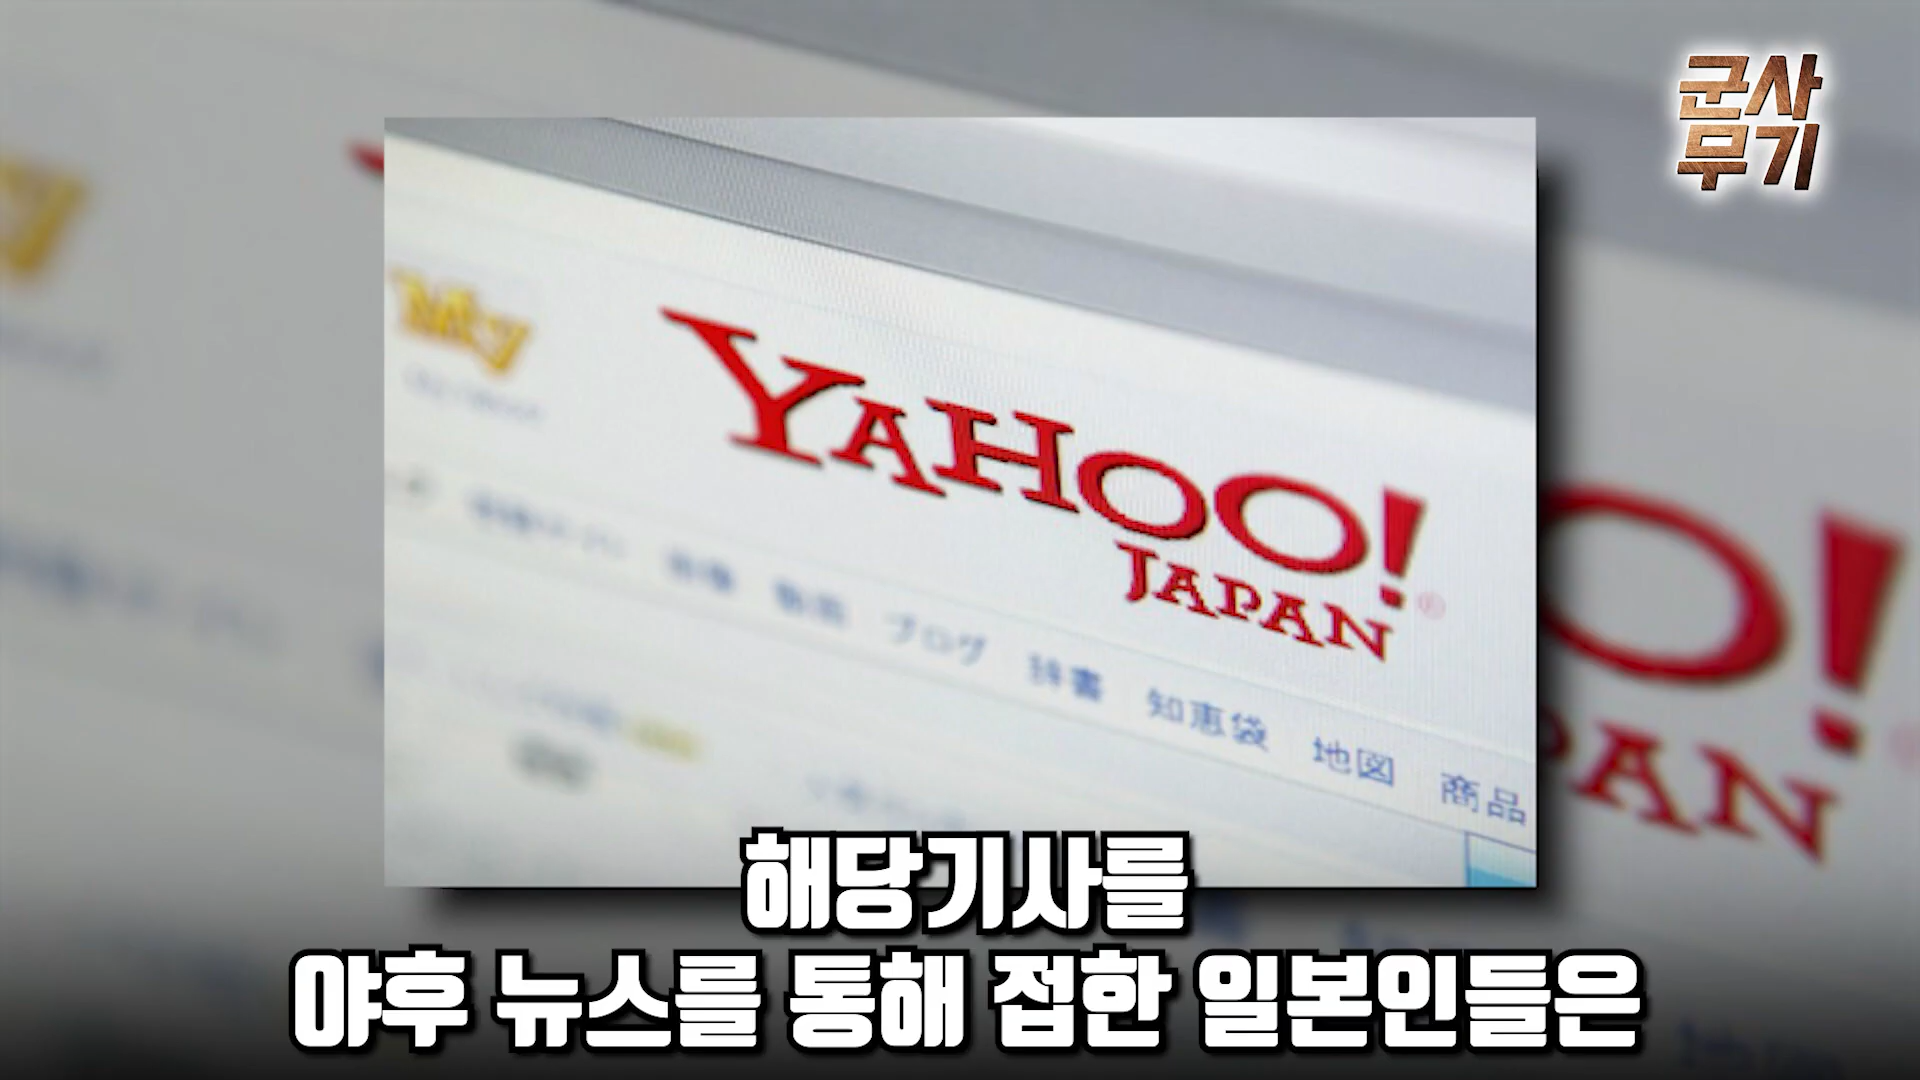 군사
무기
My
YAHOO!
JAPAN
ブログ 辞書 知恵袋 地図 商品
해당기사를
야후 뉴스를 통해 접한 일본인들은